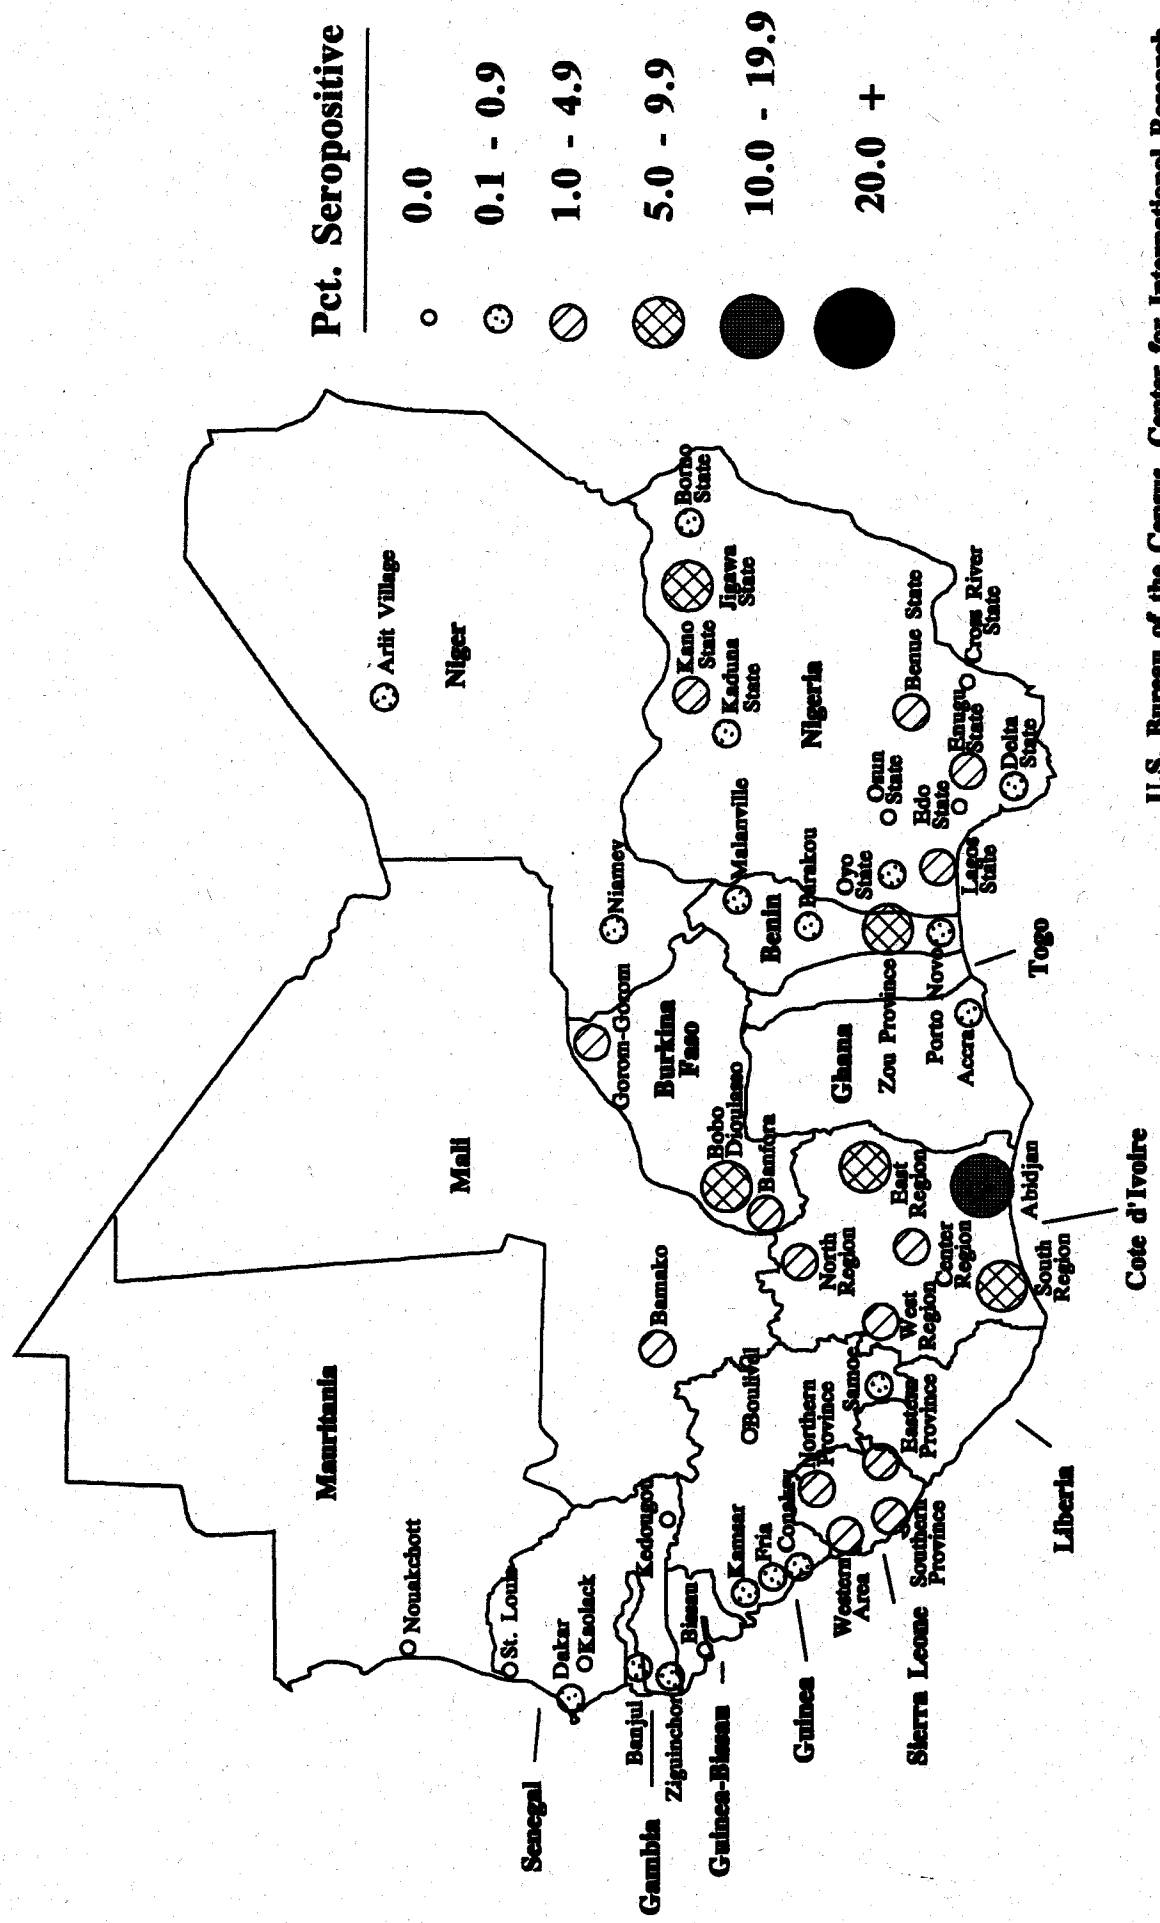 Pct. Seropositive
0.0
0.1 - 0.9
1.0 - 4.9
5.0 - 9.9
10.0 - 19.9
20.0 +
Mauritania
Nouakchott
Mali
Bamako
Niger
Arlit Village
Niamey
Senegal
St. Louis
Dakar
Kaolack
Kedougou
Ziguinchor
Gambia
Banjul
Guinea-Bissau
Bissau
Guinea
Boulivel
Kamsar
Fria
Conakry
Samoe
Sierra Leone
Northern
Province
Western
Area
Southern
Province
Eastern
Province
Liberia
Cote d'Ivoire
North
Region
West
Region
Center
Region
East
Region
South
Region
Abidjan
Burkina
Faso
Gorom-Gorom
Bobo
Dioulasso
Banfora
Ghana
Accra
Togo
Benin
Malanville
Parakou
Zou Province
Porto Novo
Nigeria
Borno
State
Jigawa
State
Kano
State
Kaduna
State
Benue State
Cross River
State
Enugu
State
Delta
State
Edo
State
Osun
State
Oyo
State
Lagos
State
U.S. Bureau of the Census, Center for International Research